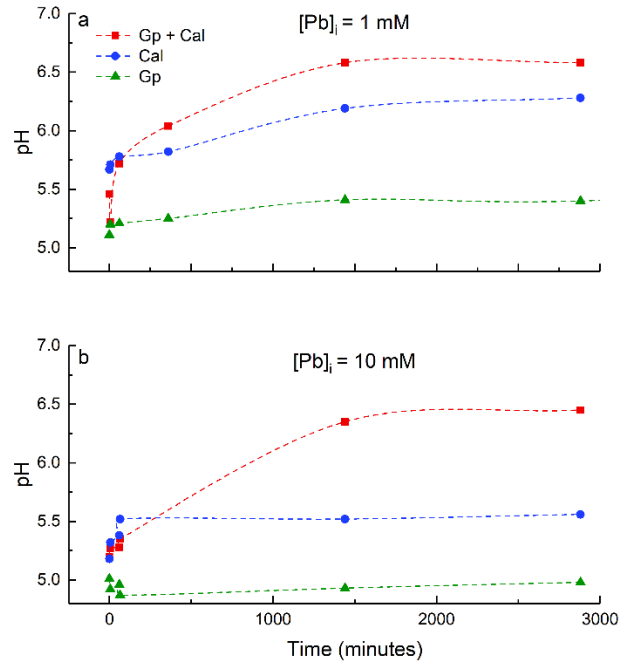 a
[Pb]i = 1 mM
Gp + Cal
Cal
Gp
7.0
6.5
6.0
5.5
5.0
pH
b
[Pb]i = 10 mM
7.0
6.5
6.0
5.5
5.0
pH
0 1000 2000 3000
Time (minutes)